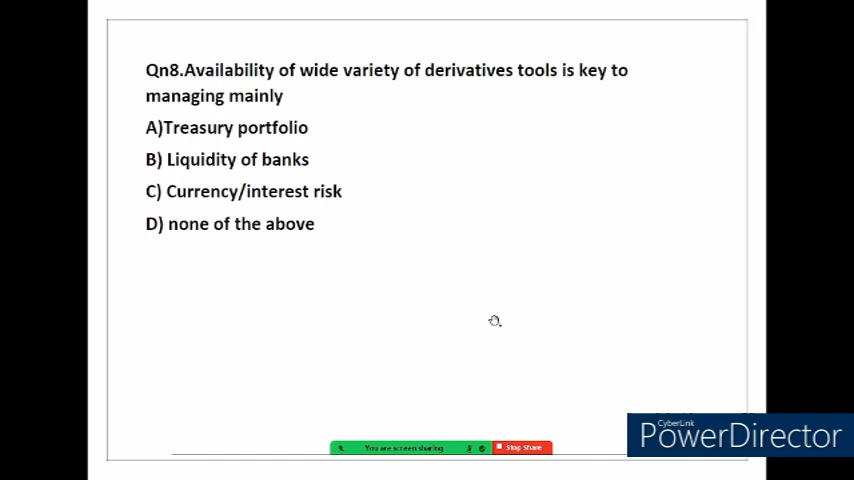 Qn8.Availability of wide variety of derivatives tools is key to
managing mainly
A)Treasury portfolio
B) Liquidity of banks
C) Currency/interest risk
D) none of the above
You are screen sharing
Stop Share
CyberLink
PowerDirector